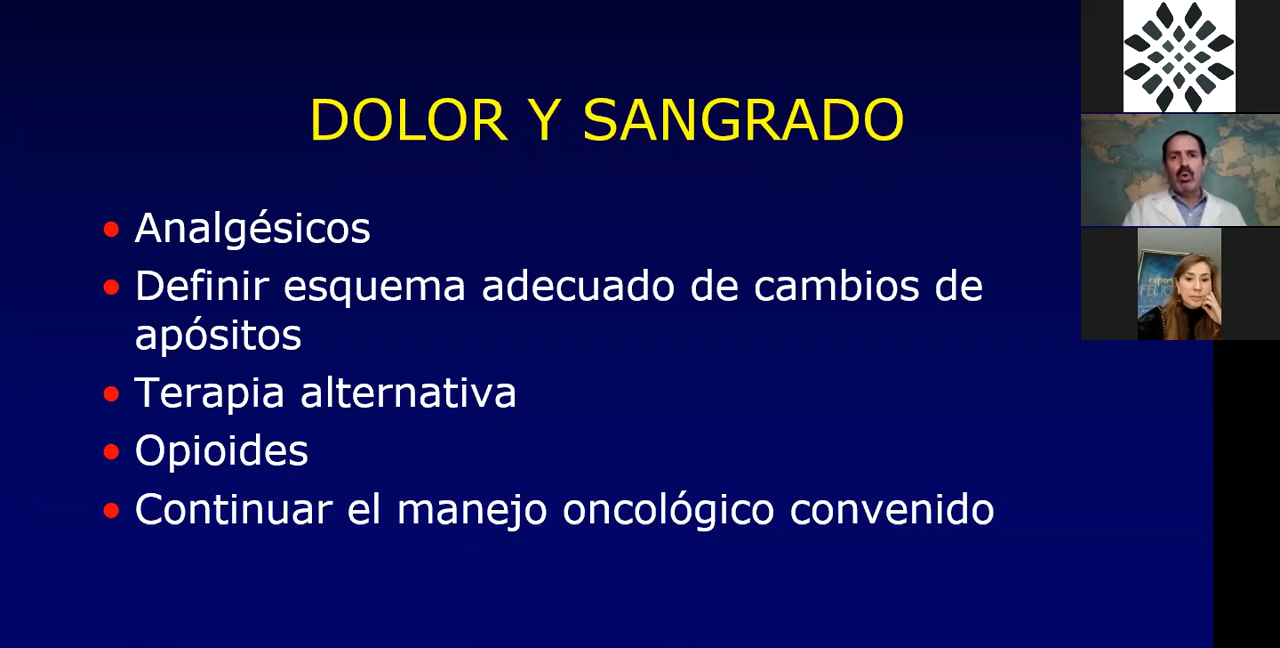 DOLOR Y SANGRADO
• Analgésicos
• Definir esquema adecuado de cambios de
apósitos
• Terapia alternativa
• Opioides
• Continuar el manejo oncológico convenido